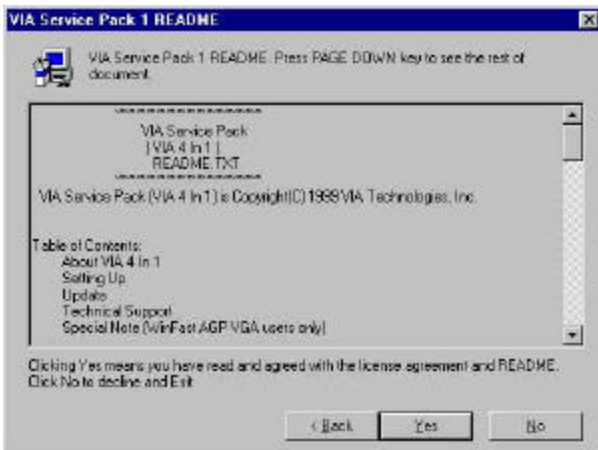 VIA Service Pack 1 README
VIA Service Pack 1 README. Press PAGE DOWN key to see the rest of
document.
==========================
VIA Service Pack
( VIA 4 In 1 )
README.TXT
==========================
VIA Service Pack (VIA 4 In 1) is Copyright(C) 1999 VIA Technologies, Inc.
Table of Contents:
About VIA 4 In 1
Setting Up
Update
Technical Support
Special Note (WinFast AGP VGA users only)
Clicking Yes means you have read and agreed with the license agreement and README.
Click No to decline and Exit
< Back
Yes
No